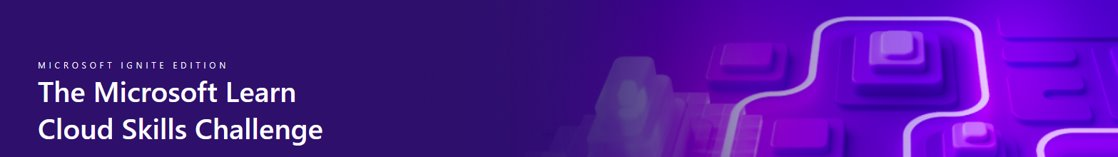 MICROSOFT IGNITE EDITION
The Microsoft Learn
Cloud Skills Challenge